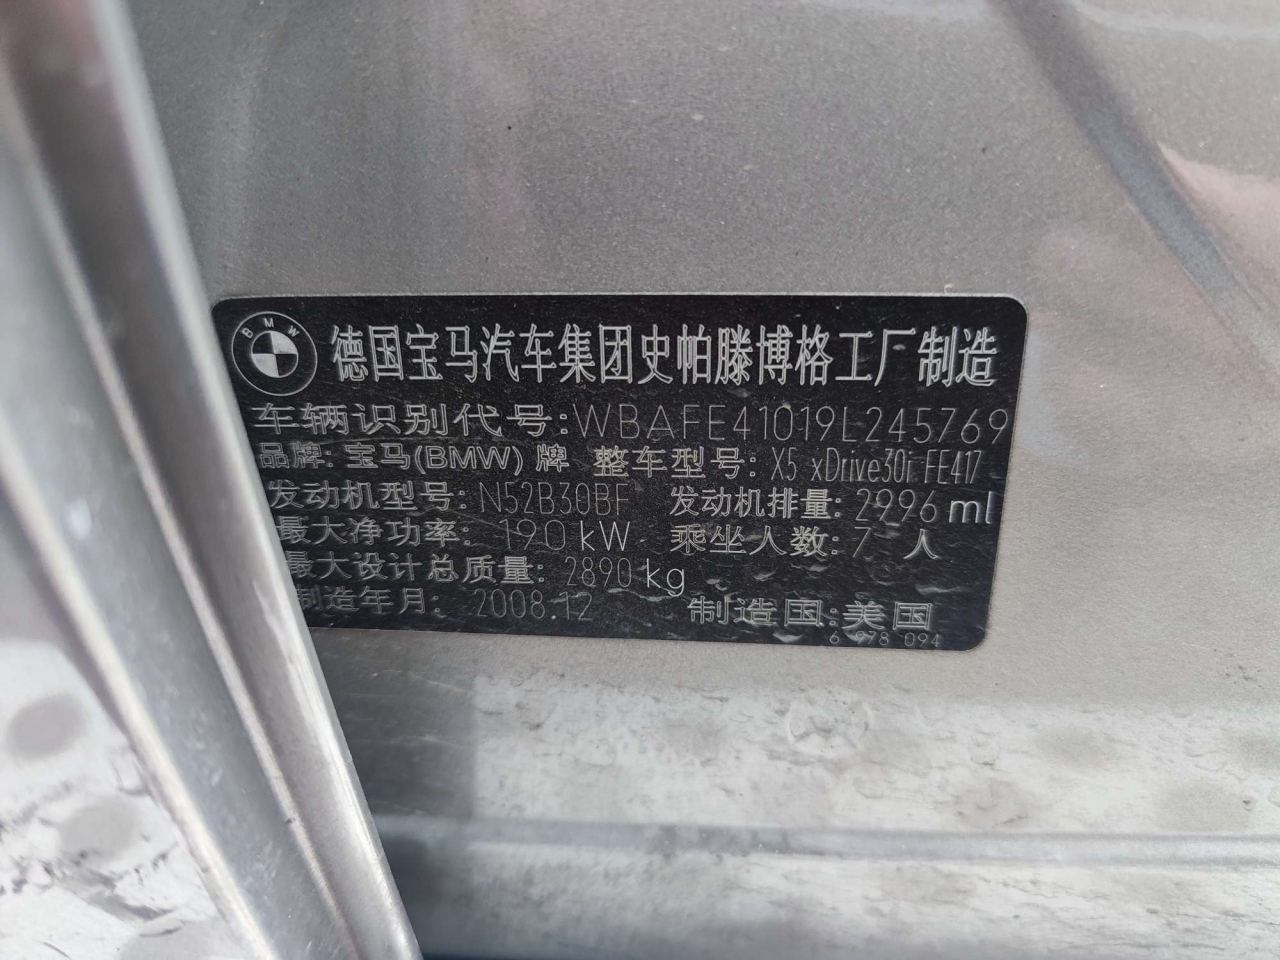 BMW
德国宝马汽车集团史帕滕博格工厂制造
车辆识别代号:WBAFE41019L245769
品牌: 宝马(BMW) 牌 整车型号: X5 xDrive30i FE417
发动机型号: N52B30BF 发动机排量: 2996 ml
最大净功率: 190 kW 乘坐人数: 7 人
最大设计总质量: 2890 kg
制造年月: 2008.12 制造国: 美国
6 978 094